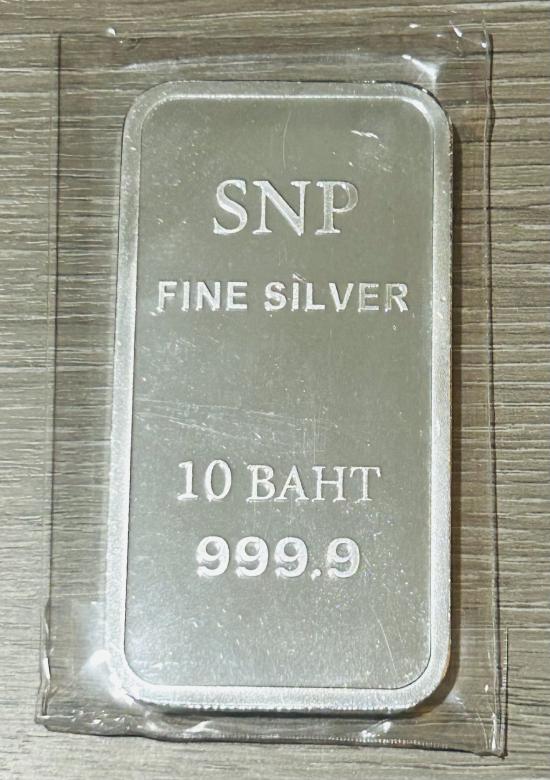 SNP
FINE SILVER
10 BAHT
999.9